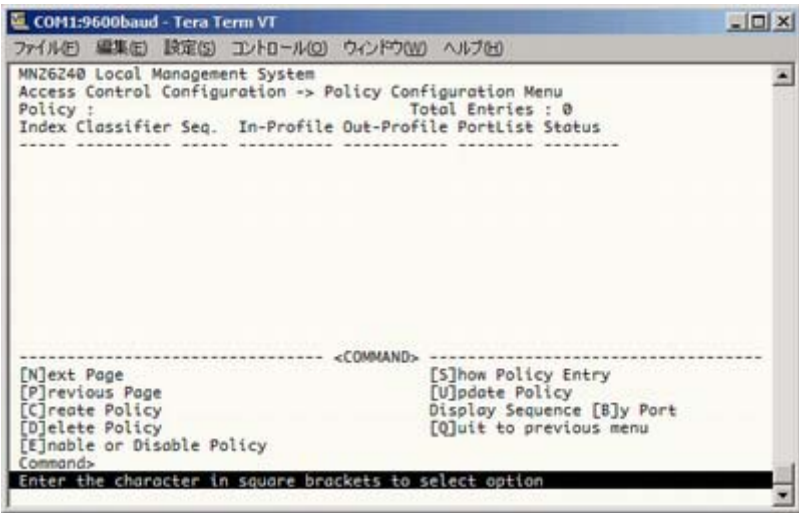 COM1:9600baud - Tera Term VT
ファイル(F) 編集(E) 設定(S) コントロール(O) ウィンドウ(W) ヘルプ(H)
MN26240 Local Management System
Access Control Configuration -> Policy Configuration Menu
Policy : Total Entries : 0
Index Classifier Seq. In-Profile Out-Profile PortList Status
----- ---------- ----- ---------- ----------- -------- --------
----------------------------------- <COMMAND> -----------------------------------
[N]ext Page [S]how Policy Entry
[P]revious Page [U]pdate Policy
[C]reate Policy Display Sequence [B]y Port
[D]elete Policy [Q]uit to previous menu
[E]nable or Disable Policy
Command>
Enter the character in square brackets to select option